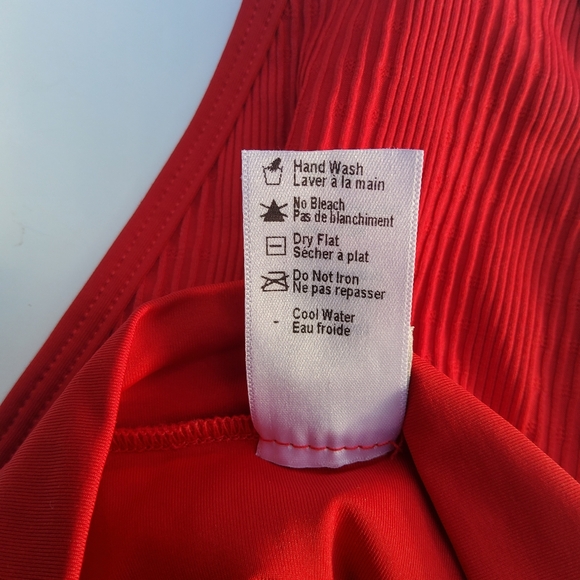 Hand Wash
Laver à la main
No Bleach
Pas de blanchiment
Dry Flat
Sécher à plat
Do Not Iron
Ne pas repasser
- Cool Water
Eau froide